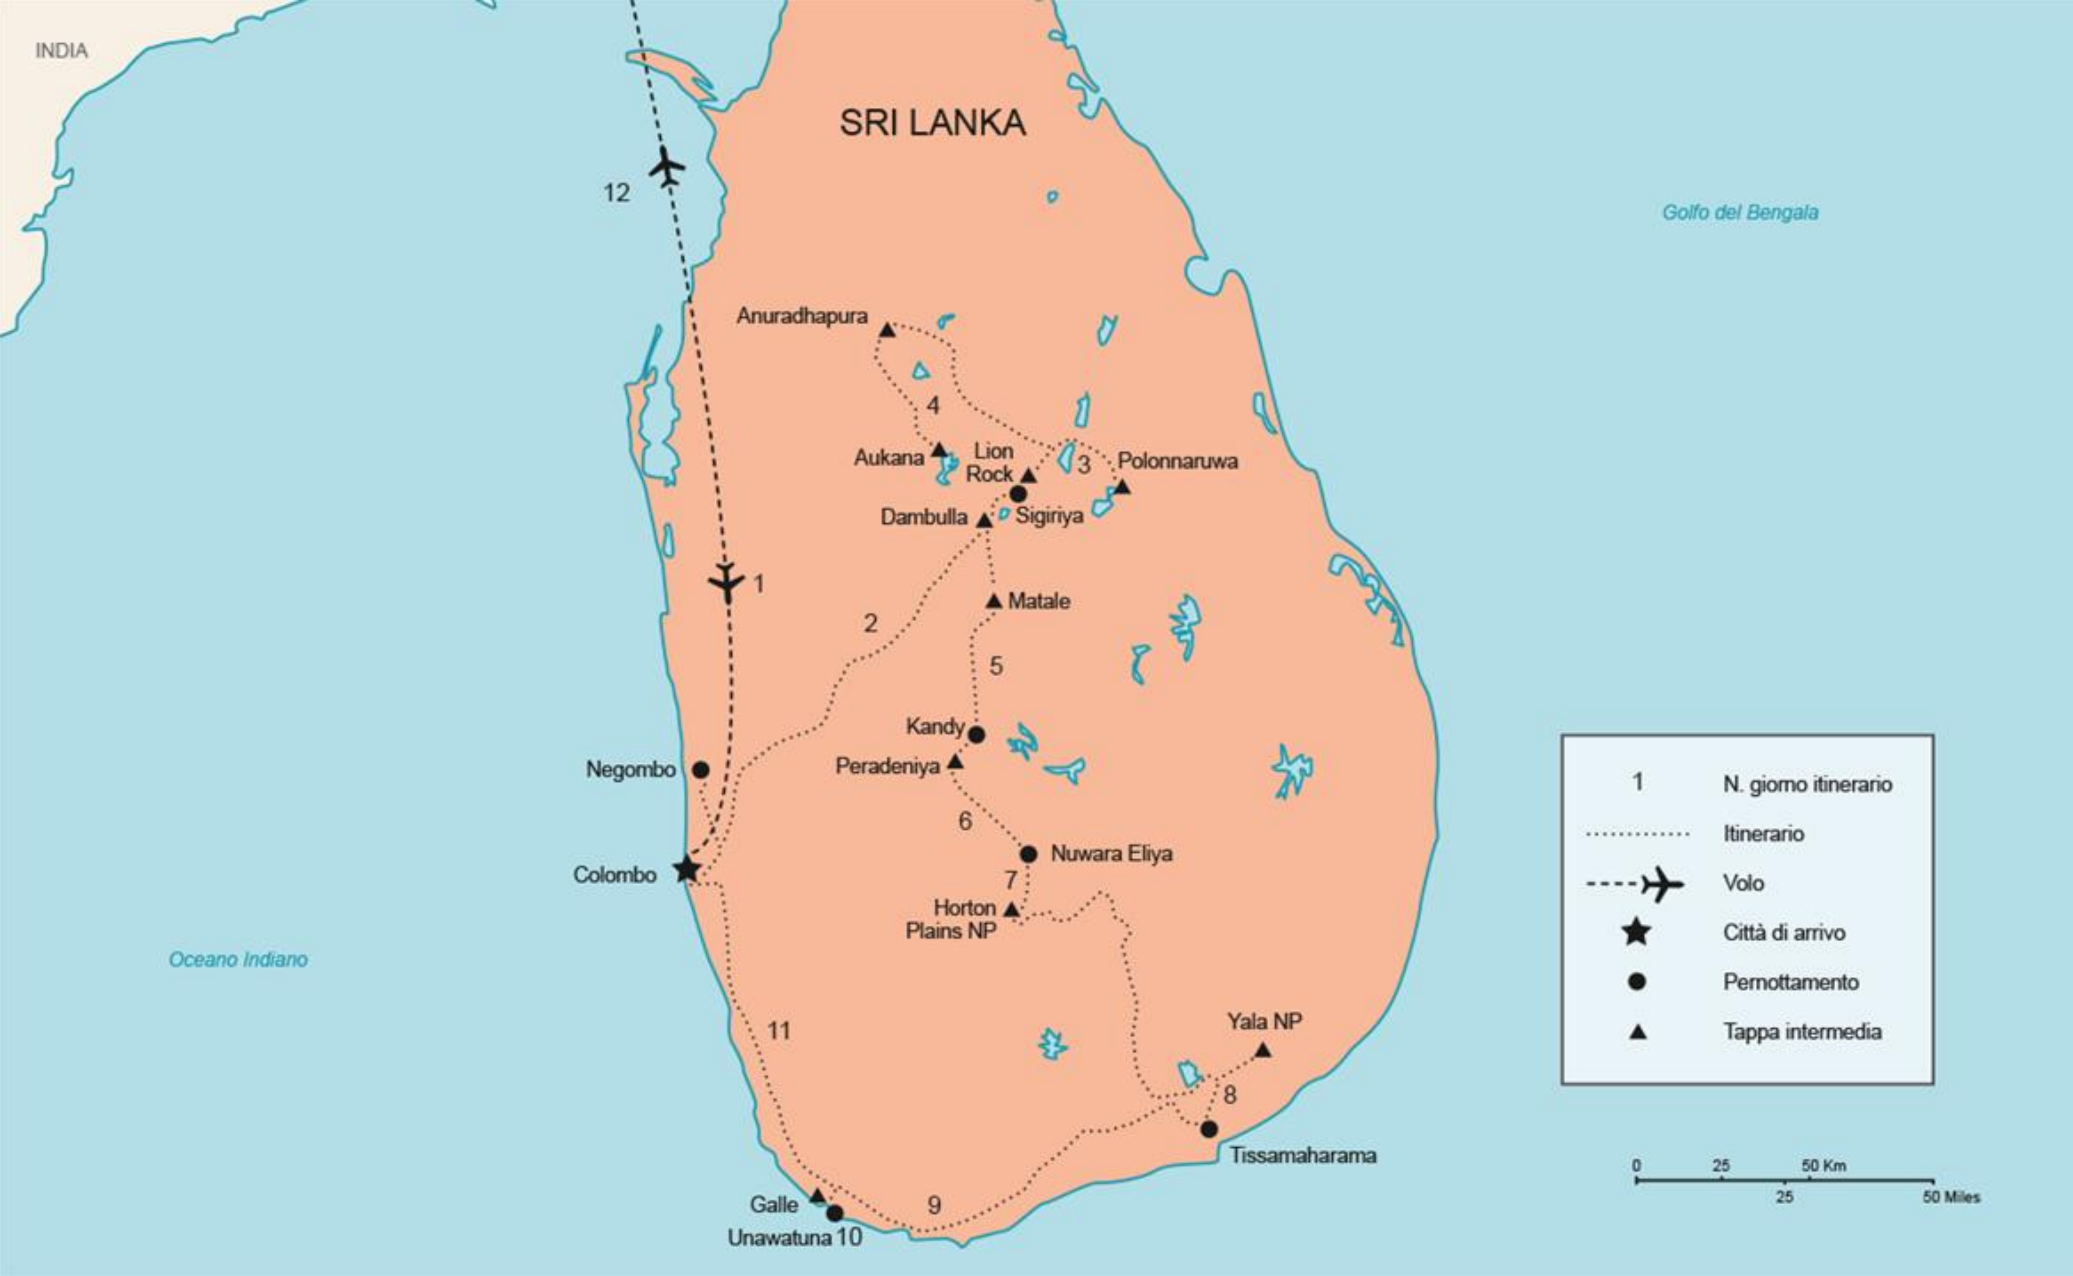 INDIA
SRI LANKA
12
Golfo del Bengala
Anuradhapura
4
Aukana
Lion
Rock
3
Polonnaruwa
Dambulla
Sigiriya
1
Matale
2
5
Kandy
Negombo
Peradeniya
6
Colombo
Nuwara Eliya
7
Horton
Plains NP
Oceano Indiano
11
Yala NP
8
Tissamaharama
Galle
9
Unawatuna 10
1 N. giorno itinerario
Itinerario
Volo
Città di arrivo
Pernottamento
Tappa intermedia
0 25 50 Km
25 50 Miles